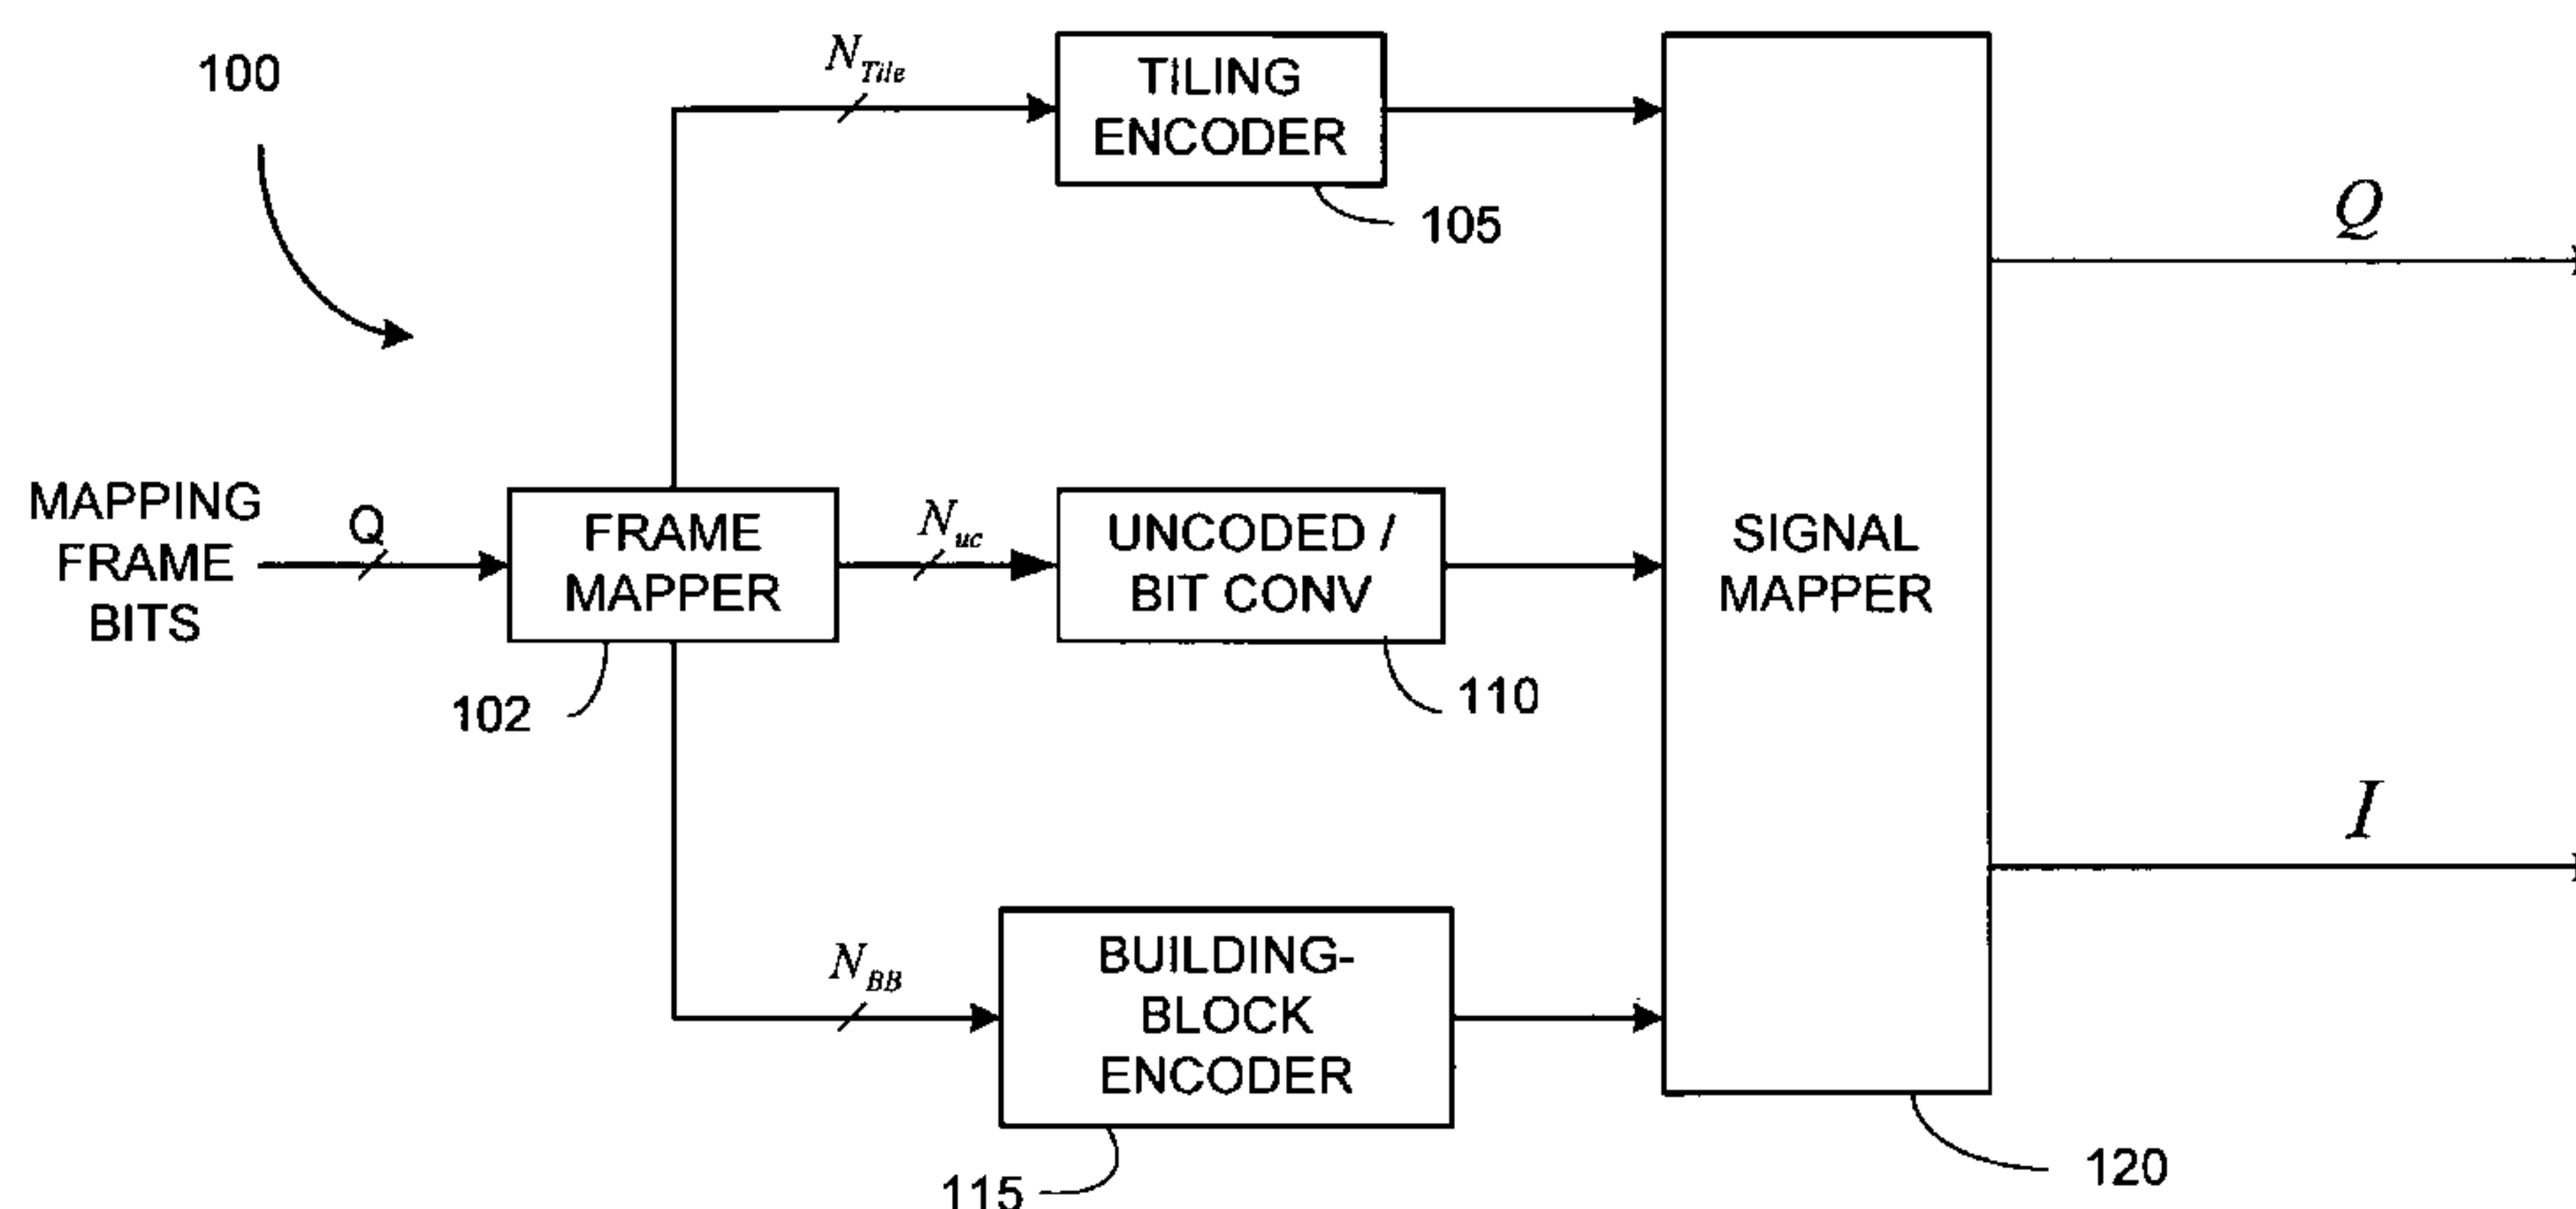 100
N_Tile
TILING
ENCODER
105
Q
MAPPING
FRAME
BITS
Q
FRAME
MAPPER
102
N_uc
UNCODED /
BIT CONV
110
SIGNAL
MAPPER
I
N_BB
BUILDING-
BLOCK
ENCODER
115
120